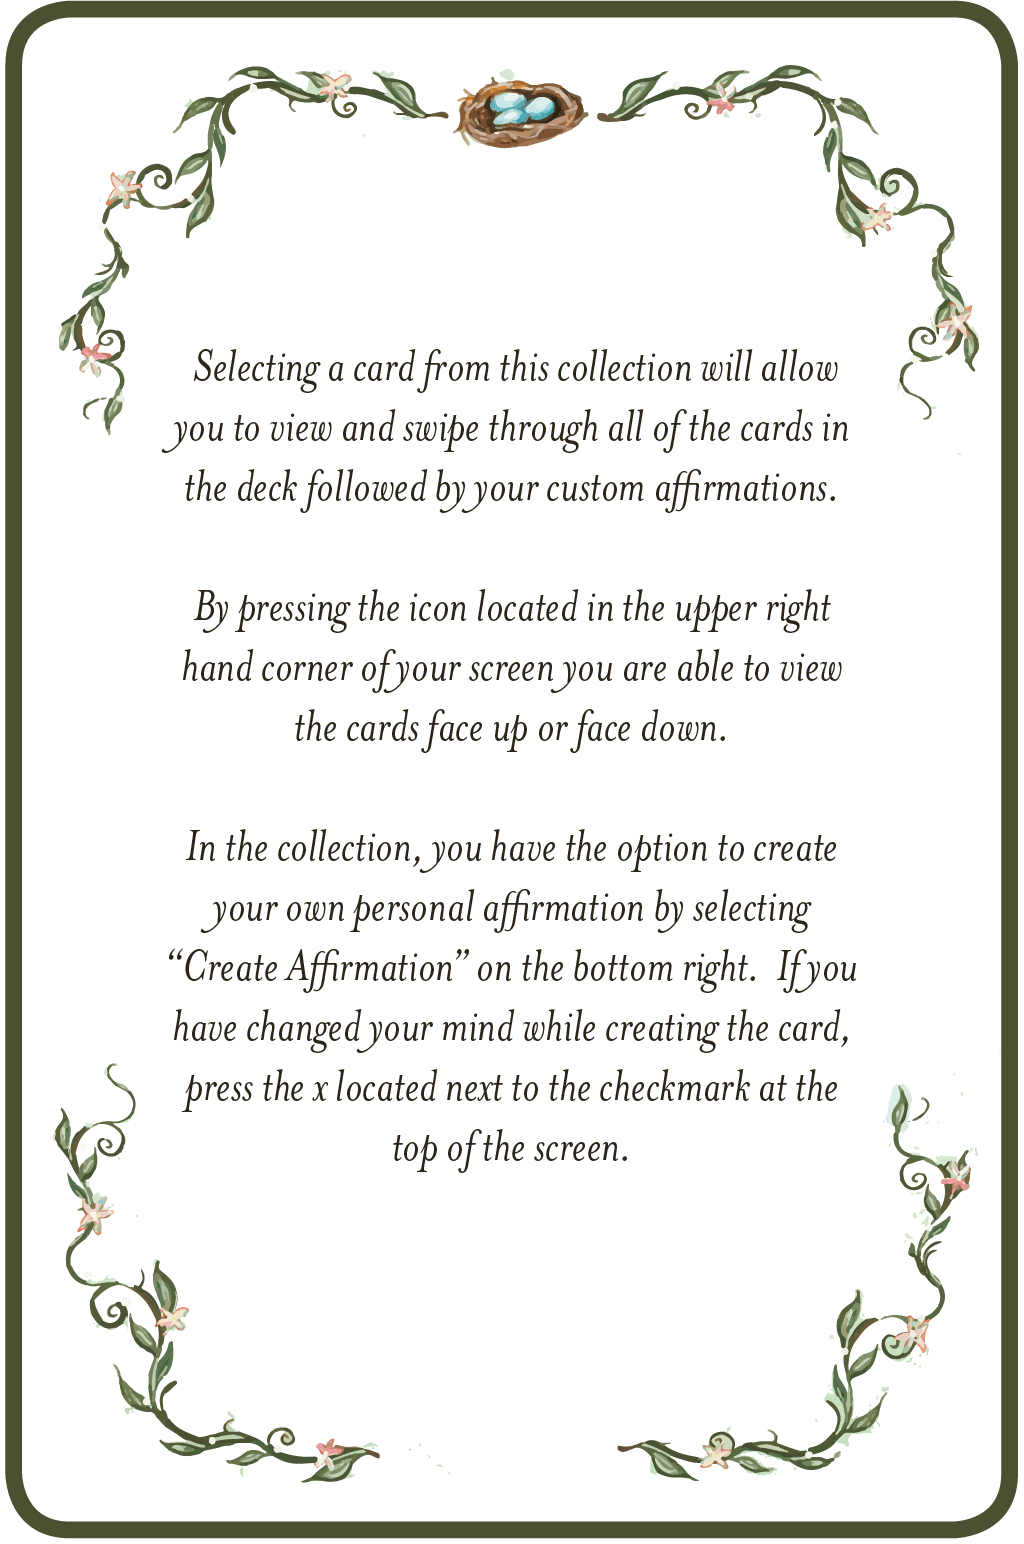 Selecting a card from this collection will allow
you to view and swipe through all of the cards in
the deck followed by your custom affirmations.
By pressing the icon located in the upper right
hand corner of your screen you are able to view
the cards face up or face down.
In the collection, you have the option to create
your own personal affirmation by selecting
“Create Affirmation” on the bottom right.  If you
have changed your mind while creating the card,
press the x located next to the checkmark at the
top of the screen.